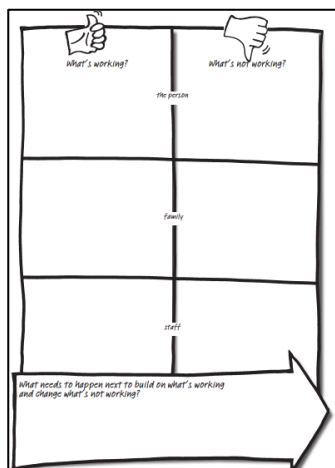 What's working?
What's not working?
the person
family
staff
What needs to happen next to build on what's working
and change what's not working?